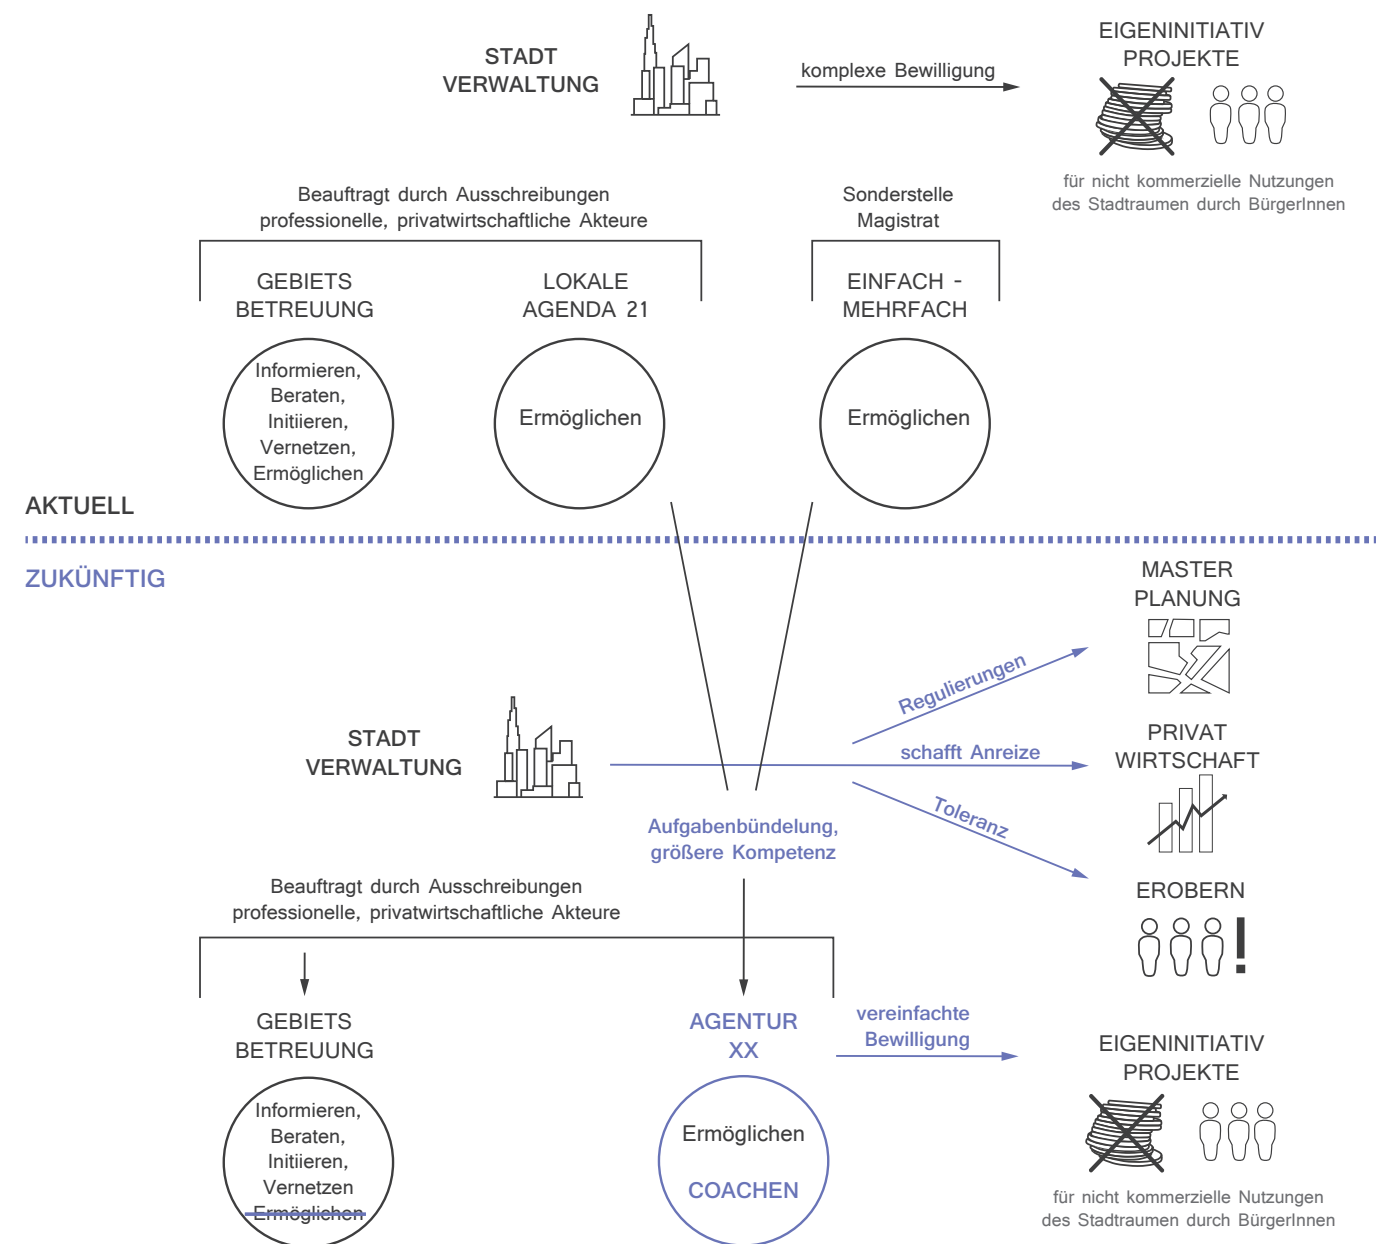 STADT
VERWALTUNG
komplexe Bewilligung
EIGENINITIATIV
PROJEKTE
für nicht kommerzielle Nutzungen
des Stadtraumen durch BürgerInnen
Beauftragt durch Ausschreibungen
professionelle, privatwirtschaftliche Akteure
Sonderstelle
Magistrat
GEBIETS
BETREUUNG
LOKALE
AGENDA 21
EINFACH -
MEHRFACH
Informieren,
Beraten,
Initiieren,
Vernetzen,
Ermöglichen
Ermöglichen
Ermöglichen
AKTUELL
ZUKÜNFTIG
MASTER
PLANUNG
Regulierungen
STADT
VERWALTUNG
schafft Anreize
PRIVAT
WIRTSCHAFT
Toleranz
Aufgabenbündelung,
größere Kompetenz
EROBERN
Beauftragt durch Ausschreibungen
professionelle, privatwirtschaftliche Akteure
GEBIETS
BETREUUNG
AGENTUR
XX
vereinfachte
Bewilligung
EIGENINITIATIV
PROJEKTE
Informieren,
Beraten,
Initiieren,
Vernetzen
Ermöglichen
Ermöglichen
COACHEN
für nicht kommerzielle Nutzungen
des Stadtraumen durch BürgerInnen